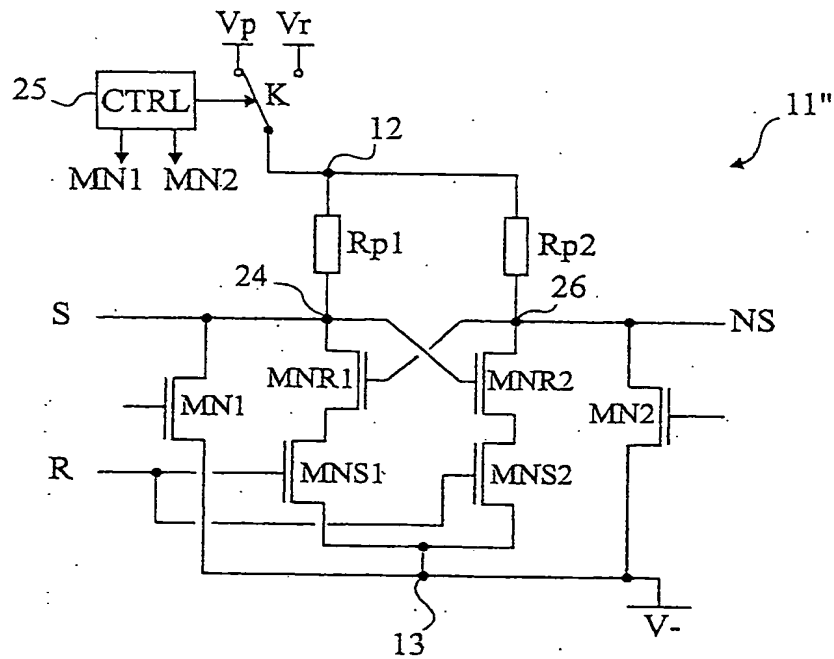 Vp Vr
25 CTRL K 11"
12
MN1 MN2
Rp1 Rp2
24 26
S NS
MNR1 MNR2
MN1 MN2
R MNS1 MNS2
13 V-